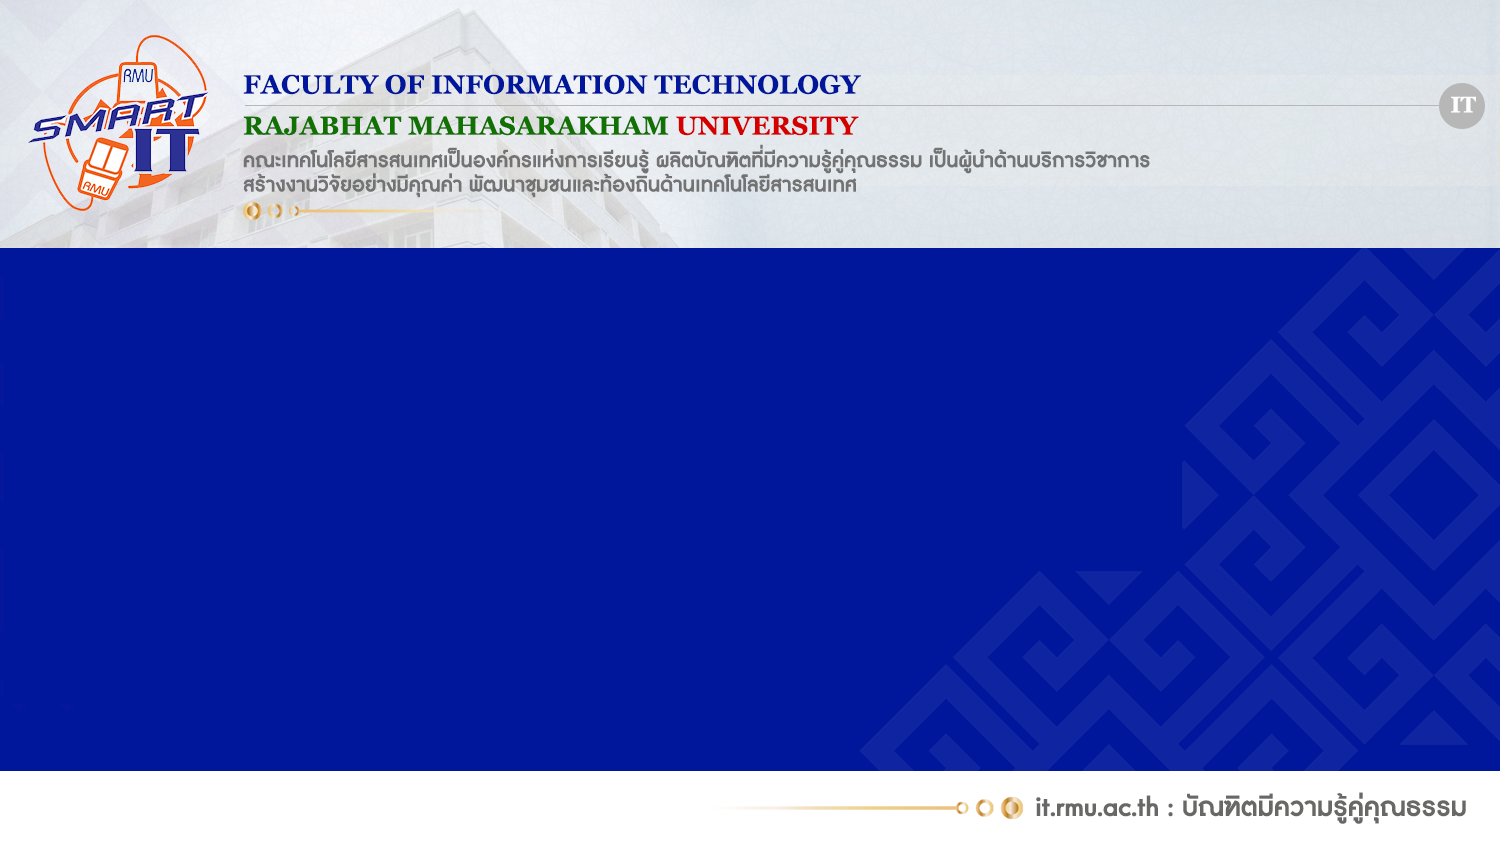 RMU
SMART
IT
RMU
FACULTY OF INFORMATION TECHNOLOGY
IT
RAJABHAT MAHASARAKHAM UNIVERSITY
คณะเทคโนโลยีสารสนเทศเป็นองค์กรแห่งการเรียนรู้ ผลิตบัณฑิตที่มีความรู้คู่คุณธรรม เป็นผู้นำด้านบริการวิชาการ
สร้างงานวิจัยอย่างมีคุณค่า พัฒนาชุมชนและท้องถิ่นด้านเทคโนโลยีสารสนเทศ
it.rmu.ac.th : บัณฑิตมีความรู้คู่คุณธรรม